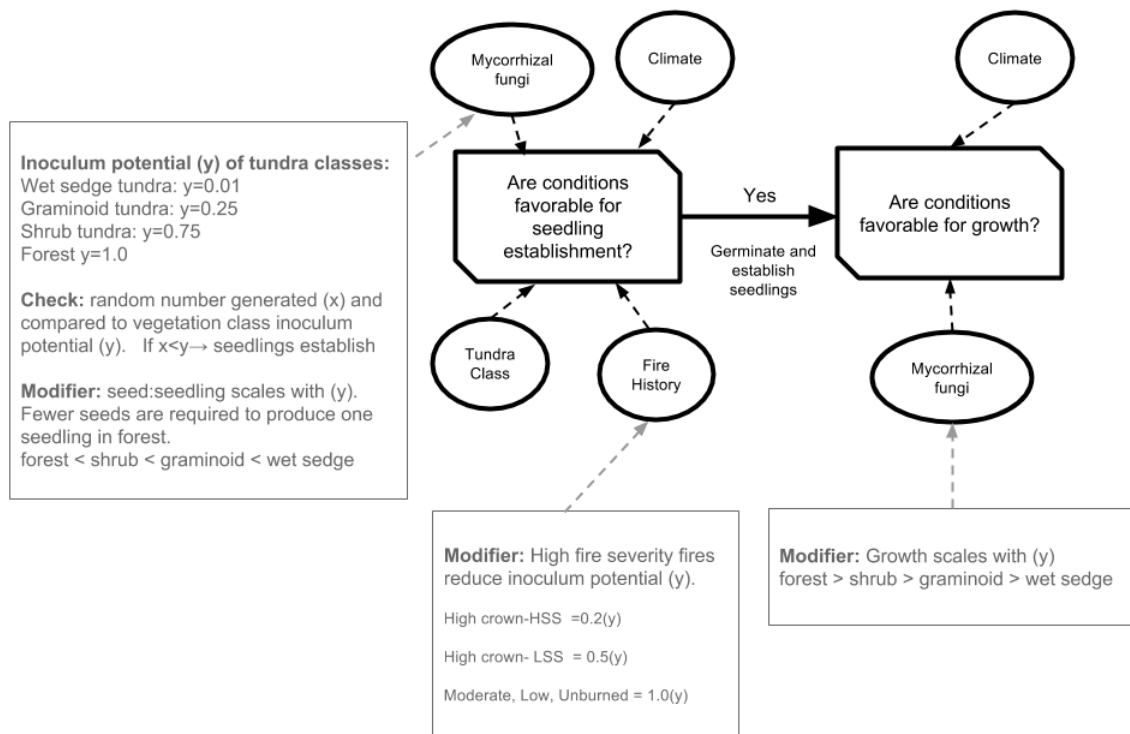 Mycorrhizal
fungi
Climate
Climate
Inoculum potential (y) of tundra classes:
Wet sedge tundra: y=0.01
Graminoid tundra: y=0.25
Shrub tundra: y=0.75
Forest y=1.0
Check: random number generated (x) and
compared to vegetation class inoculum
potential (y). If x<y→ seedlings establish
Modifier: seed:seedling scales with (y).
Fewer seeds are required to produce one
seedling in forest.
forest < shrub < graminoid < wet sedge
Are conditions
favorable for
seedling
establishment?
Yes
Germinate and
establish
seedlings
Are conditions
favorable for growth?
Tundra
Class
Fire
History
Mycorrhizal
fungi
Modifier: High fire severity fires
reduce inoculum potential (y).
High crown-HSS =0.2(y)
High crown- LSS = 0.5(y)
Moderate, Low, Unburned = 1.0(y)
Modifier: Growth scales with (y)
forest > shrub > graminoid > wet sedge